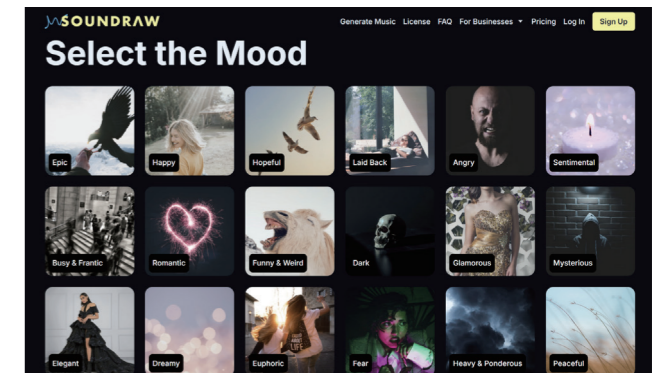 SOUNDRAW
Generate Music License FAQ For Businesses Pricing Log In Sign Up
Select the Mood
Epic Happy Hopeful Laid Back Angry Sentimental
Busy & Frantic Romantic Funny & Weird Dark Glamorous Mysterious
Elegant Dreamy Euphoric Fear Heavy & Ponderous Peaceful